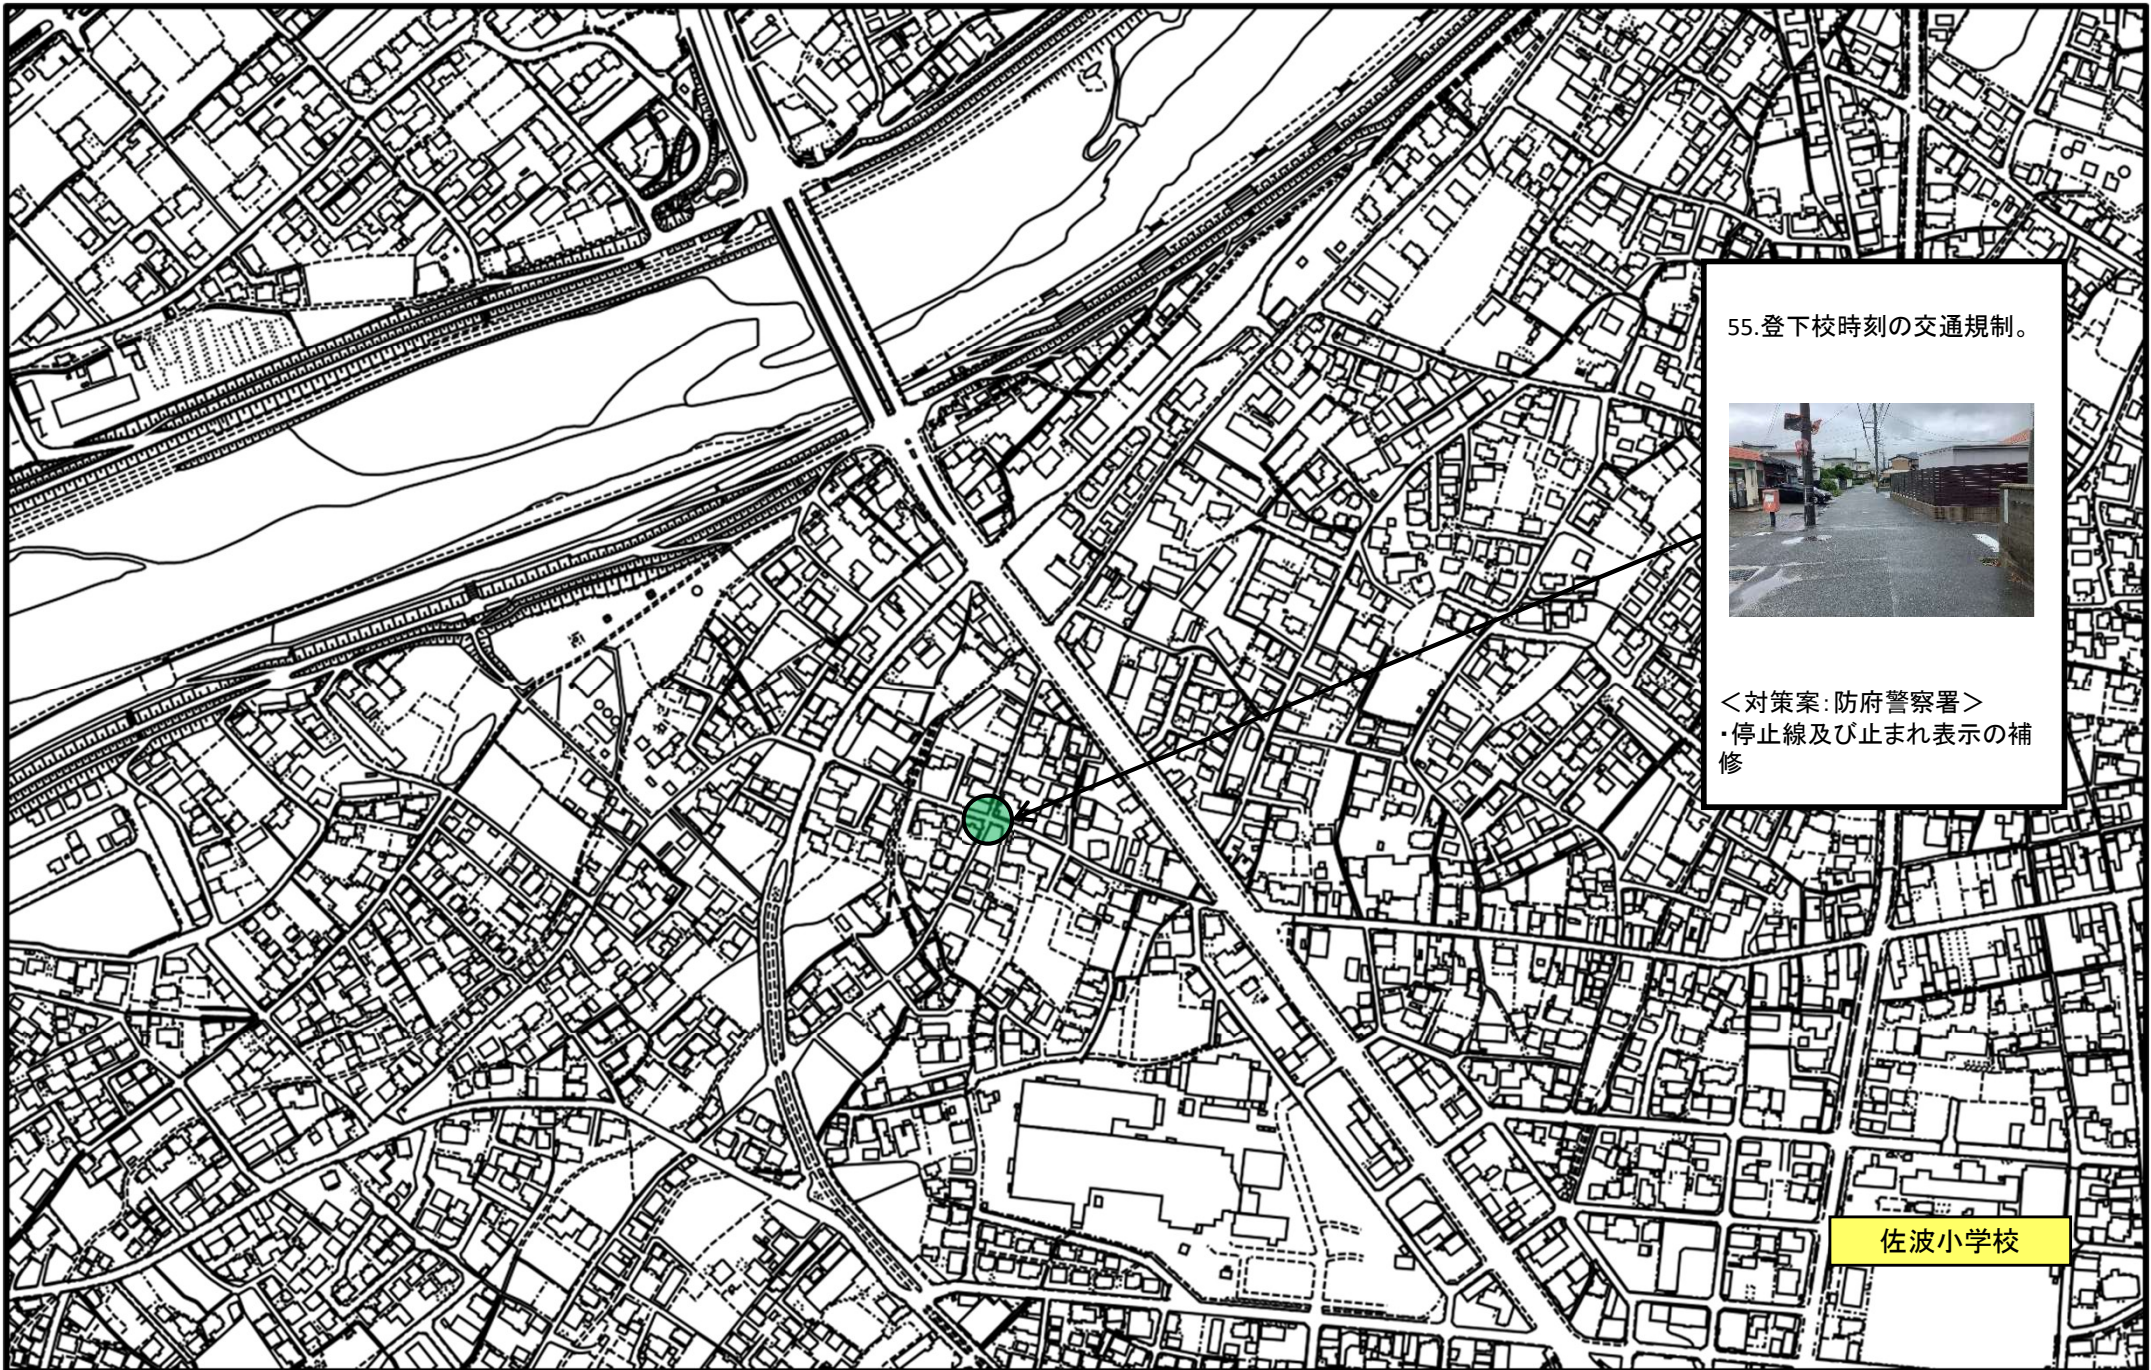 55.登下校時刻の交通規制。
＜対策案：防府警察署＞
・停止線及び止まれ表示の補
修
佐波小学校